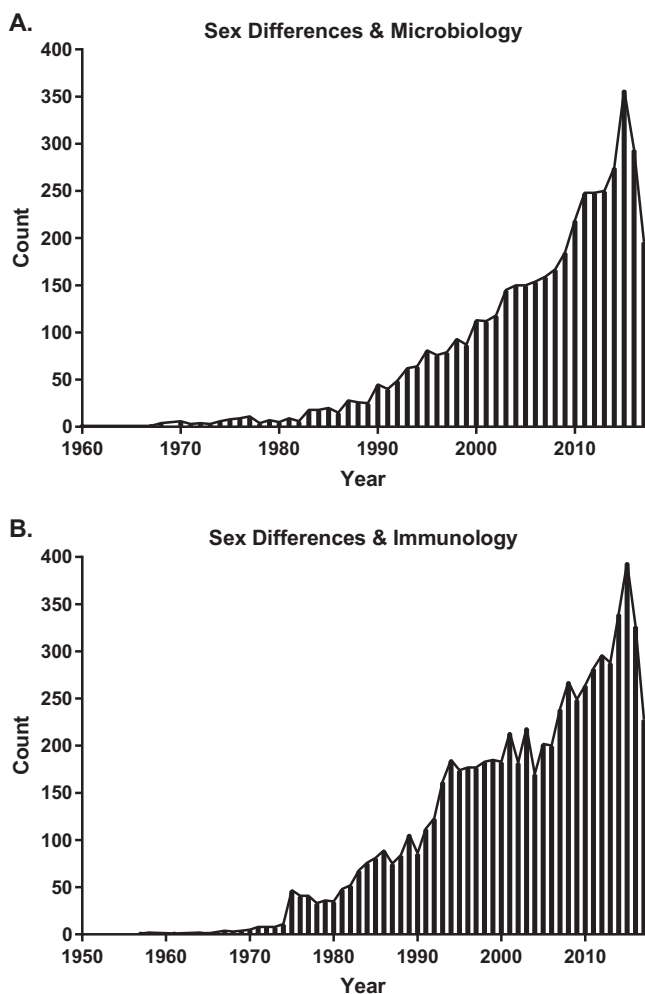 A.
Sex Differences & Microbiology
400
350
300
250
200
150
100
50
0
Count
1960 1970 1980 1990 2000 2010
Year
B.
Sex Differences & Immunology
400
350
300
250
200
150
100
50
0
Count
1950 1960 1970 1980 1990 2000 2010
Year